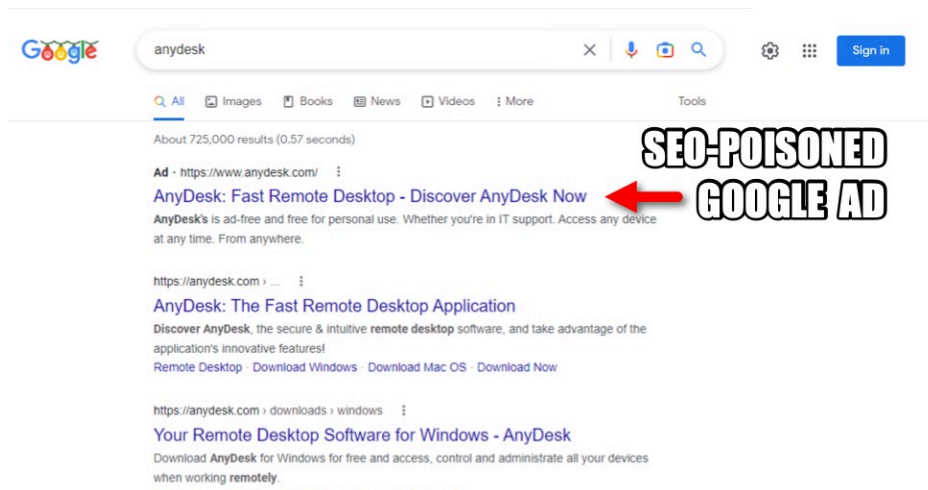 Google
anydesk
Sign in
All Images Books News Videos More Tools
About 725,000 results (0.57 seconds)
SEO-POISONED
GOOGLE AD
Ad · https://www.anydesk.com/
AnyDesk: Fast Remote Desktop - Discover AnyDesk Now
AnyDesk's is ad-free and free for personal use. Whether you're in IT support. Access any device
at any time. From anywhere.
https://anydesk.com › ...
AnyDesk: The Fast Remote Desktop Application
Discover AnyDesk, the secure & intuitive remote desktop software, and take advantage of the
application's innovative features!
Remote Desktop · Download Windows · Download Mac OS · Download Now
https://anydesk.com › downloads › windows
Your Remote Desktop Software for Windows - AnyDesk
Download AnyDesk for Windows for free and access, control and administrate all your devices
when working remotely.